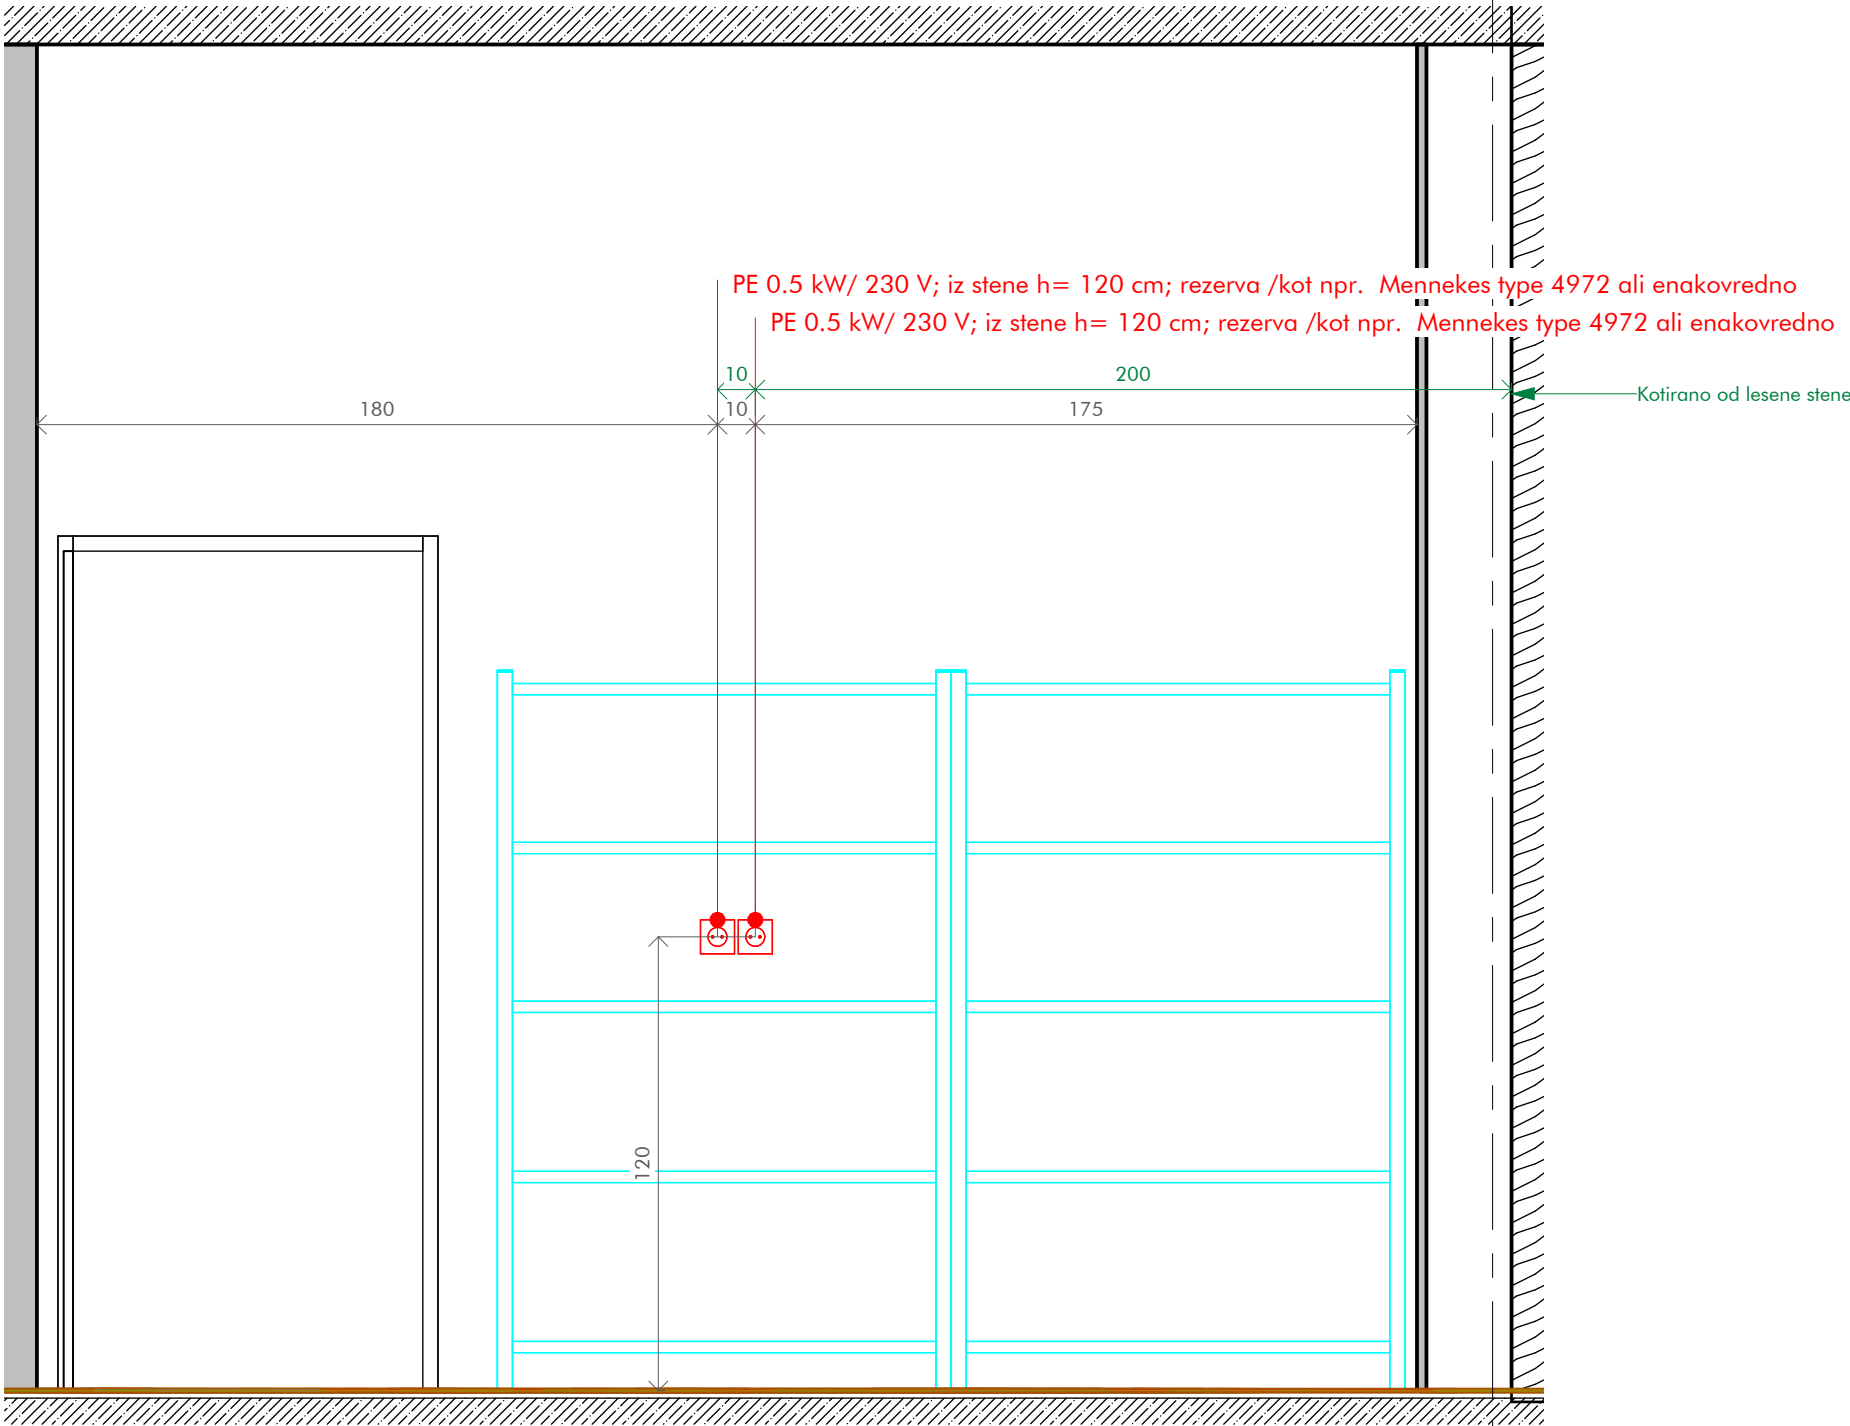 PE 0.5 kW/ 230 V; iz stene h= 120 cm; rezerva /kot npr. Mennekes type 4972 ali enakovredno
PE 0.5 kW/ 230 V; iz stene h= 120 cm; rezerva /kot npr. Mennekes type 4972 ali enakovredno
10
200
Kotirano od lesene stene
180
10
175
120